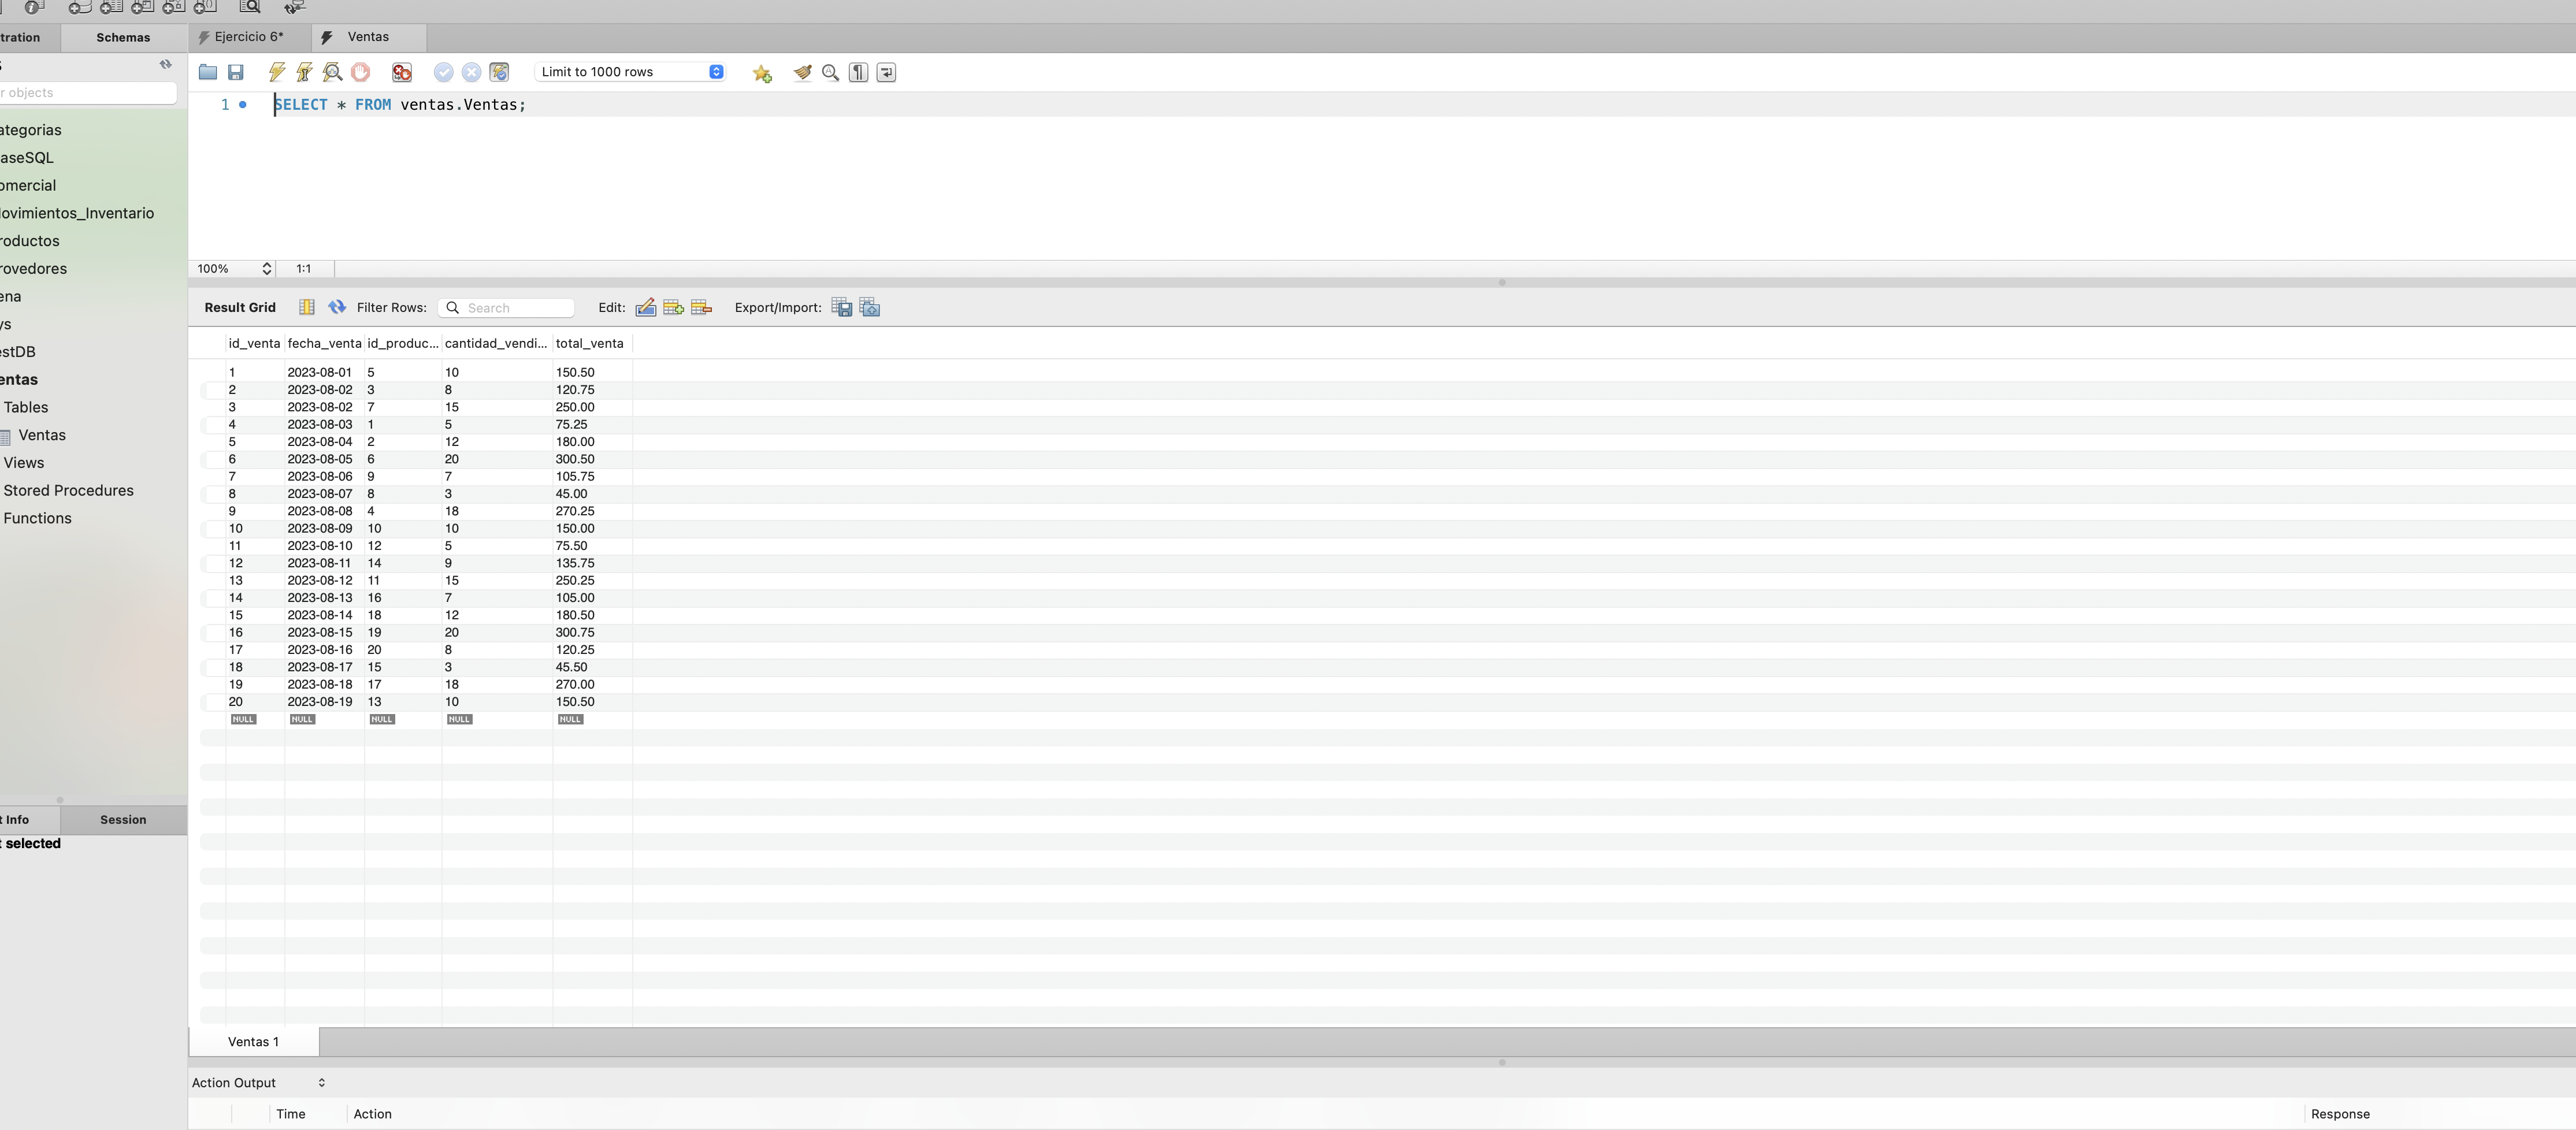 tration Schemas Ejercicio 6* Ventas
Limit to 1000 rows
r objects
1 SELECT * FROM ventas.Ventas;
ategorias
aseSQL
omercial
ovimientos_Inventario
roductos
rovedores
ena
ys
estDB
entas
Tables
Ventas
Views
Stored Procedures
Functions
100% 1:1
Result Grid Filter Rows: Search Edit: Export/Import:
id_venta fecha_venta id_produc... cantidad_vendi... total_venta
1 2023-08-01 5 10 150.50
2 2023-08-02 3 8 120.75
3 2023-08-02 7 15 250.00
4 2023-08-03 1 5 75.25
5 2023-08-04 2 12 180.00
6 2023-08-05 6 20 300.50
7 2023-08-06 9 7 105.75
8 2023-08-07 8 3 45.00
9 2023-08-08 4 18 270.25
10 2023-08-09 10 10 150.00
11 2023-08-10 12 5 75.50
12 2023-08-11 14 9 135.75
13 2023-08-12 11 15 250.25
14 2023-08-13 16 7 105.00
15 2023-08-14 18 12 180.50
16 2023-08-15 19 20 300.75
17 2023-08-16 20 8 120.25
18 2023-08-17 15 3 45.50
19 2023-08-18 17 18 270.00
20 2023-08-19 13 10 150.50
NULL NULL NULL NULL NULL
t Info Session
t selected
Ventas 1
Action Output
Time Action Response